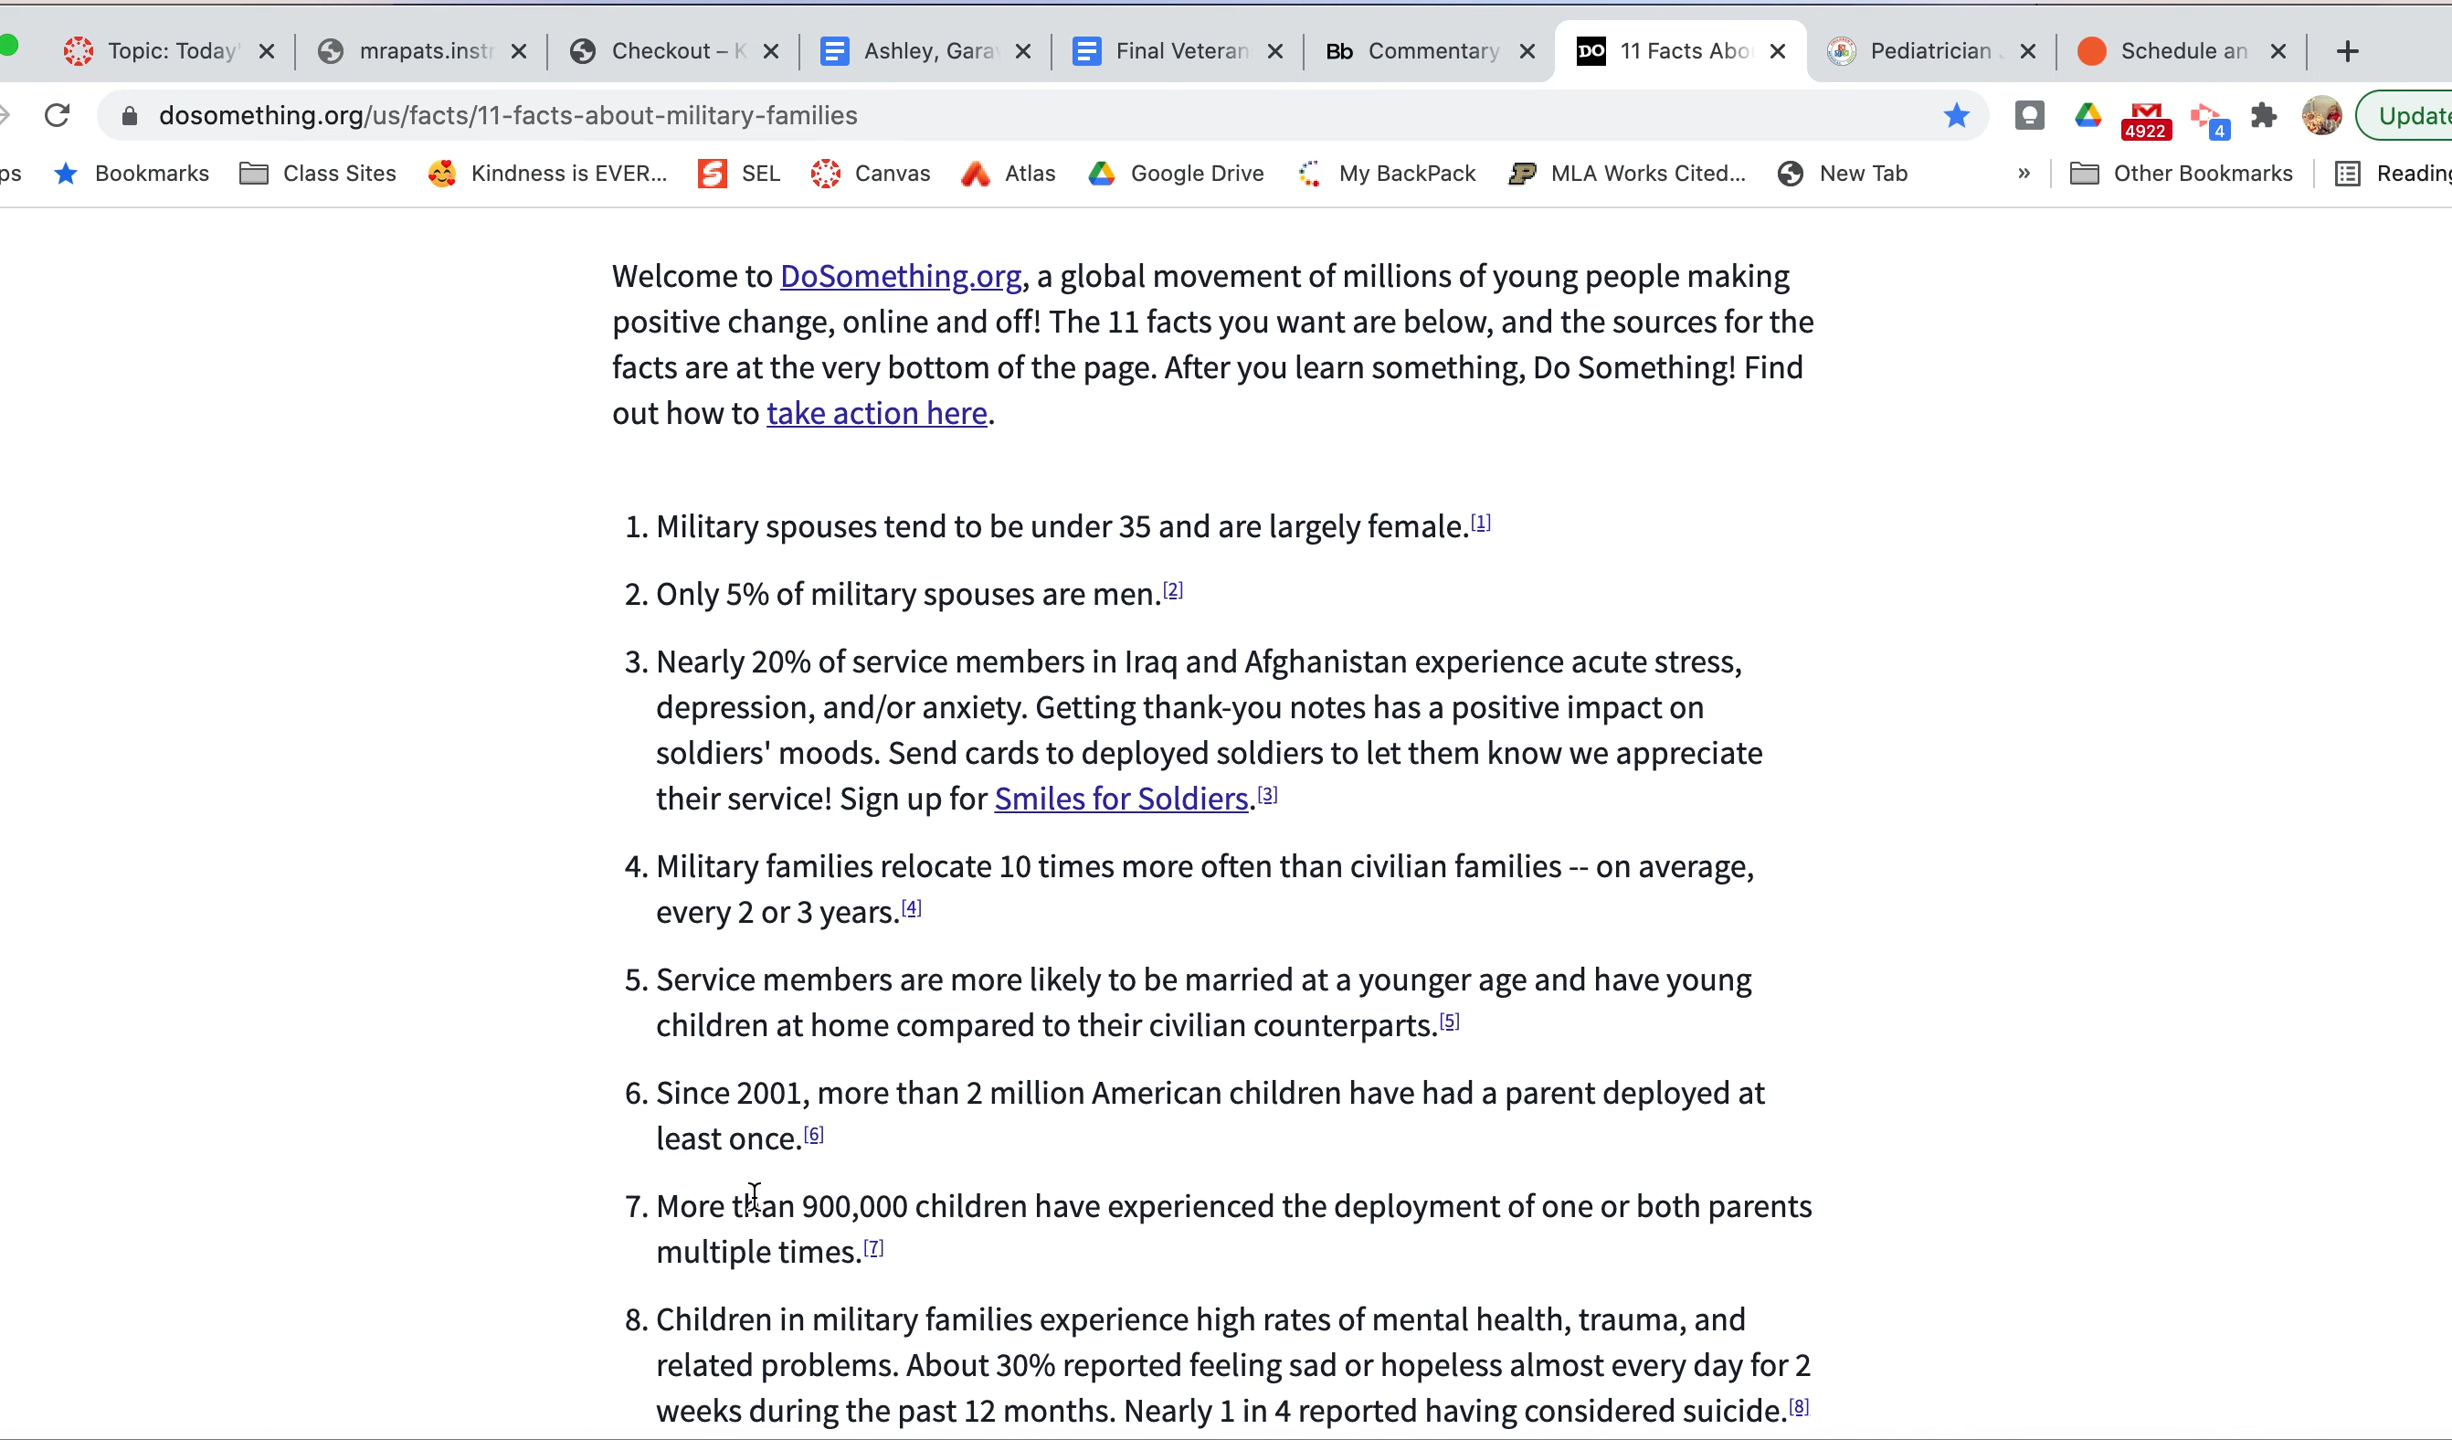 Topic: Today'
mrapats.instr
Checkout – K
Ashley, Gara
Final Veteran
Bb Commentary
DO 11 Facts Abo
Pediatrician
Schedule an
dosomething.org/us/facts/11-facts-about-military-families
4922
4
Update
ps
Bookmarks
Class Sites
Kindness is EVER...
SEL
Canvas
Atlas
Google Drive
My BackPack
MLA Works Cited...
New Tab
»
Other Bookmarks
Reading
Welcome to DoSomething.org, a global movement of millions of young people making
positive change, online and off! The 11 facts you want are below, and the sources for the
facts are at the very bottom of the page. After you learn something, Do Something! Find
out how to take action here.
1. Military spouses tend to be under 35 and are largely female.[1]
2. Only 5% of military spouses are men.[2]
3. Nearly 20% of service members in Iraq and Afghanistan experience acute stress,
depression, and/or anxiety. Getting thank-you notes has a positive impact on
soldiers' moods. Send cards to deployed soldiers to let them know we appreciate
their service! Sign up for Smiles for Soldiers.[3]
4. Military families relocate 10 times more often than civilian families -- on average,
every 2 or 3 years.[4]
5. Service members are more likely to be married at a younger age and have young
children at home compared to their civilian counterparts.[5]
6. Since 2001, more than 2 million American children have had a parent deployed at
least once.[6]
7. More than 900,000 children have experienced the deployment of one or both parents
multiple times.[7]
8. Children in military families experience high rates of mental health, trauma, and
related problems. About 30% reported feeling sad or hopeless almost every day for 2
weeks during the past 12 months. Nearly 1 in 4 reported having considered suicide.[8]